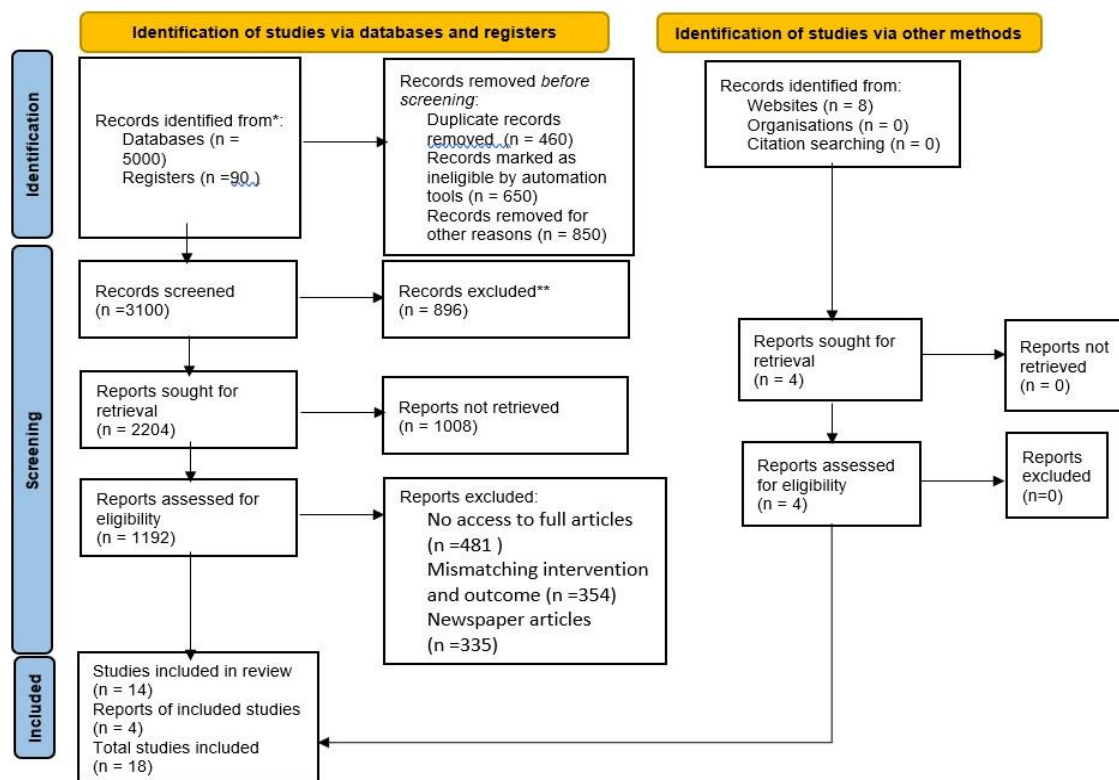 Identification of studies via databases and registers
Identification of studies via other methods
Identification
Records identified from*:
Databases (n =
5000)
Registers (n =90 )
Records removed before
screening:
Duplicate records
removed  (n = 460)
Records marked as
ineligible by automation
tools (n = 650)
Records removed for
other reasons (n = 850)
Records identified from:
Websites (n = 8)
Organisations (n = 0)
Citation searching (n = 0)
Screening
Records screened
(n =3100)
Records excluded**
(n = 896)
Reports sought for
retrieval
(n = 2204)
Reports not retrieved
(n = 1008)
Reports sought for
retrieval
(n = 4)
Reports not
retrieved
(n = 0)
Reports assessed for
eligibility
(n = 1192)
Reports excluded:
No access to full articles
(n =481 )
Mismatching intervention
and outcome (n =354)
Newspaper articles
(n =335)
Reports assessed
for eligibility
(n = 4)
Reports
excluded
(n=0)
Included
Studies included in review
(n = 14)
Reports of included studies
(n = 4)
Total studies included
(n = 18)